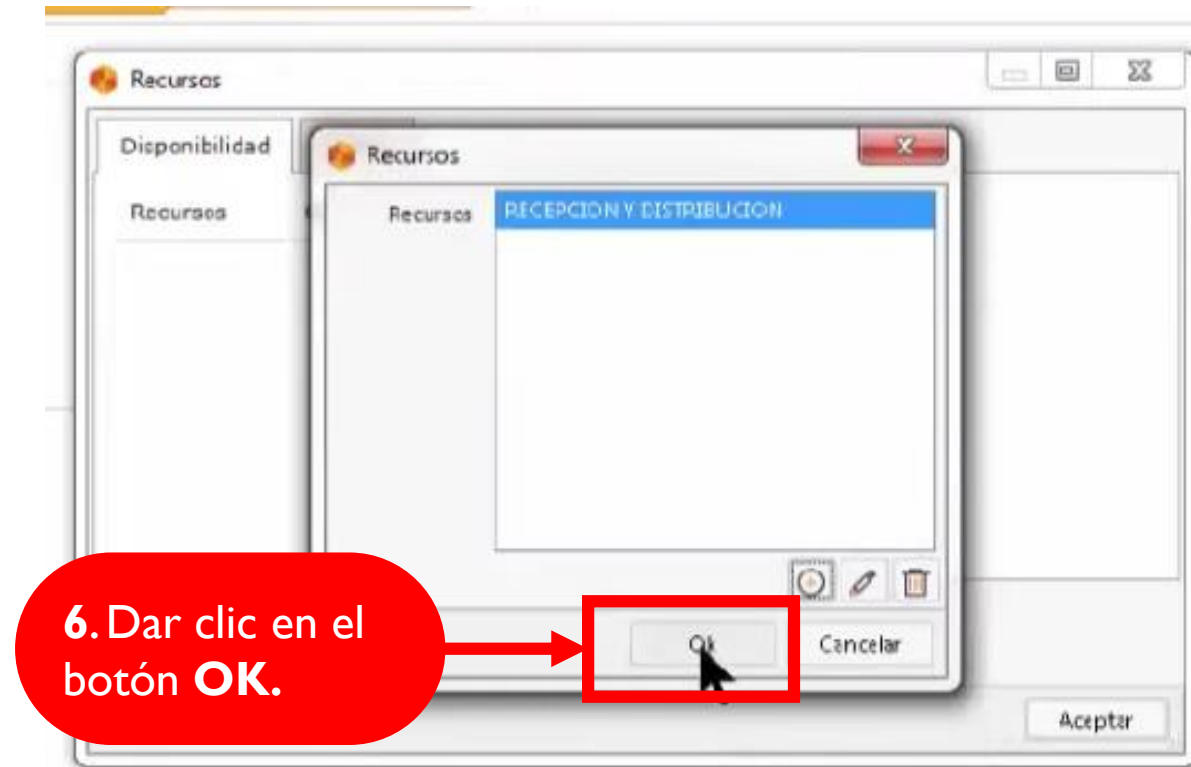 Recursos
Disponibilidad
Recursos
Recursos
Recursos
RECEPCION Y DISTRIBUCION
6. Dar clic en el
botón OK.
Ok
Cancelar
Aceptar